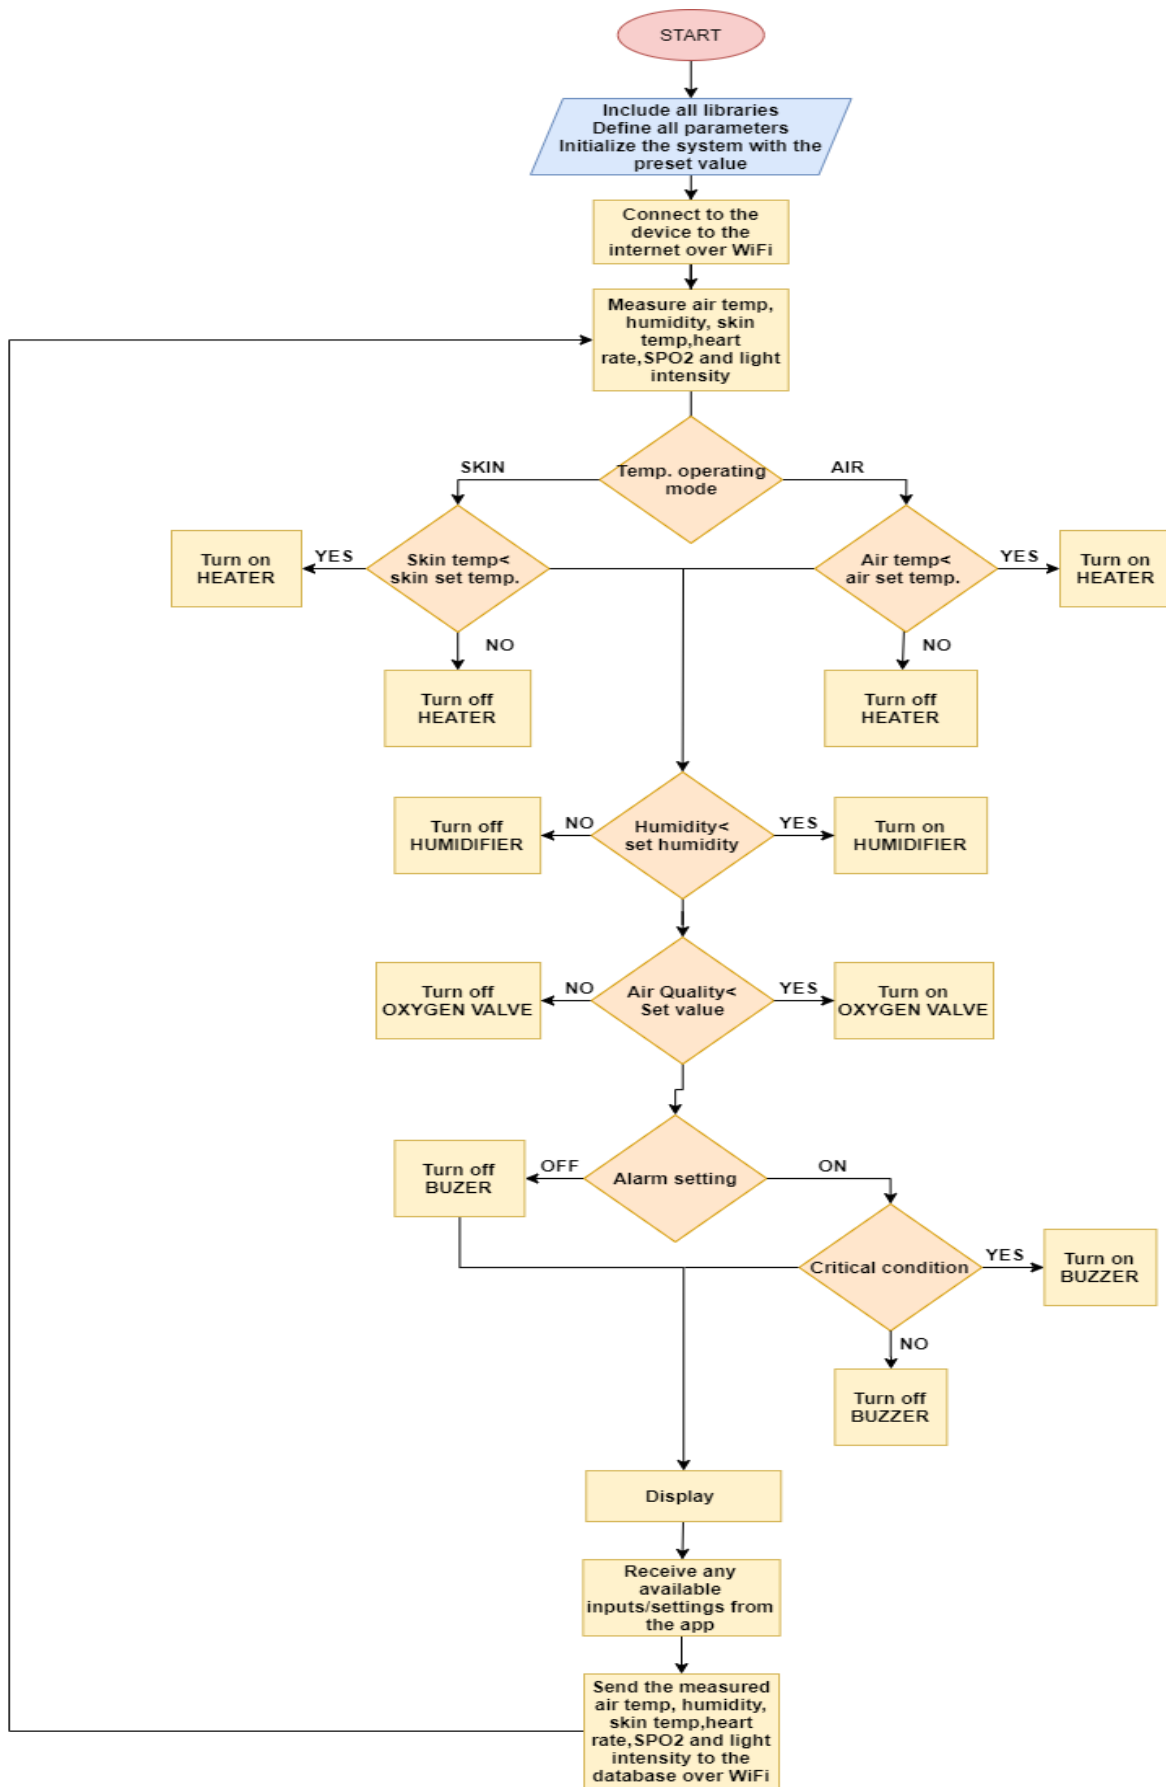 START
Include all libraries
Define all parameters
Initialize the system with the
preset value
Connect to the
device to the
internet over WiFi
Measure air temp,
humidity, skin
temp,heart
rate,SPO2 and light
intensity
Temp. operating
mode
SKIN
AIR
Turn on
HEATER
YES
Skin temp<
skin set temp.
Air temp<
air set temp.
YES
Turn on
HEATER
NO
NO
Turn off
HEATER
Turn off
HEATER
Turn off
HUMIDIFIER
NO
Humidity<
set humidity
YES
Turn on
HUMIDIFIER
Turn off
OXYGEN VALVE
NO
Air Quality<
Set value
YES
Turn on
OXYGEN VALVE
Turn off
BUZER
OFF
Alarm setting
ON
Critical condition
YES
Turn on
BUZZER
NO
Turn off
BUZZER
Display
Receive any
available
inputs/settings from
the app
Send the measured
air temp, humidity,
skin temp,heart
rate,SPO2 and light
intensity to the
database over WiFi